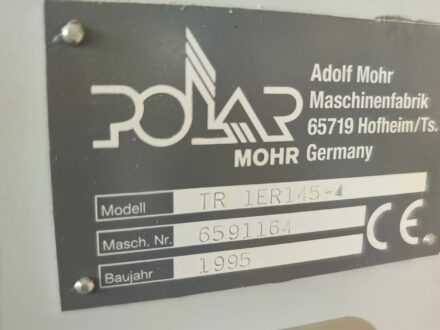 POLAR
MOHR
Adolf Mohr
Maschinenfabrik
65719 Hofheim/Ts.
Germany
Modell TR 1ER145-4
Masch. Nr. 6591164
Baujahr 1995
CE